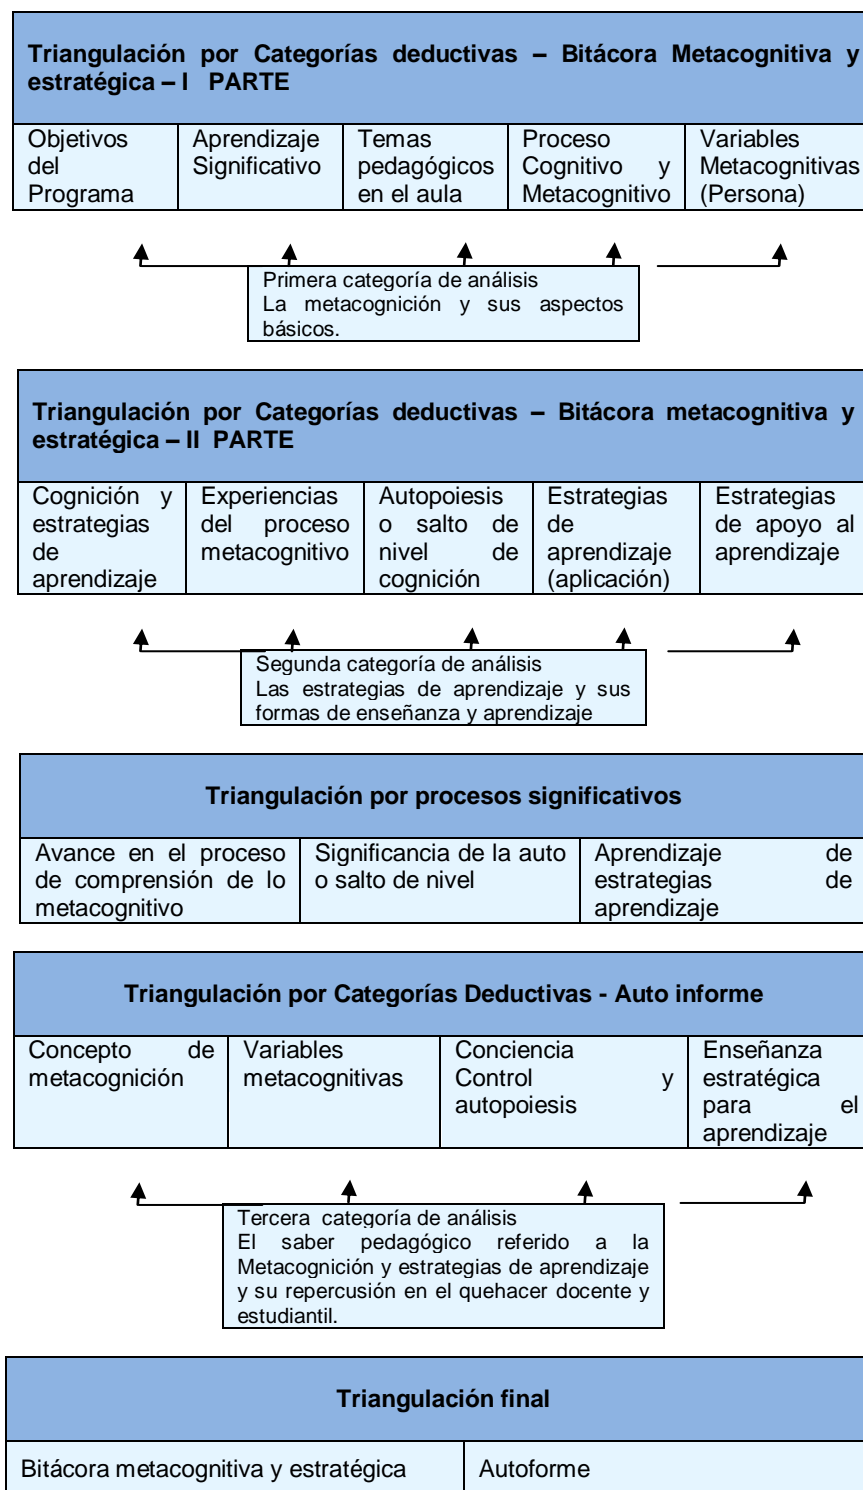 Triangulación por Categorías deductivas – Bitácora Metacognitiva y
estratégica – I PARTE
Objetivos
del
Programa
Aprendizaje
Significativo
Temas
pedagógicos
en el aula
Proceso
Cognitivo y
Metacognitivo
Variables
Metacognitivas
(Persona)
Primera categoría de análisis
La metacognición y sus aspectos
básicos.
Triangulación por Categorías deductivas – Bitácora metacognitiva y
estratégica – II PARTE
Cognición y
estrategias
de
aprendizaje
Experiencias
del proceso
metacognitivo
Autopoiesis
o salto de
nivel de
cognición
Estrategias
de
aprendizaje
(aplicación)
Estrategias
de apoyo al
aprendizaje
Segunda categoría de análisis
Las estrategias de aprendizaje y sus
formas de enseñanza y aprendizaje
Triangulación por procesos significativos
Avance en el proceso
de comprensión de lo
metacognitivo
Significancia de la auto
o salto de nivel
Aprendizaje de
estrategias de
aprendizaje
Triangulación por Categorías Deductivas - Auto informe
Concepto de
metacognición
Variables
metacognitivas
Conciencia
Control y
autopoiesis
Enseñanza
estratégica
para el
aprendizaje
Tercera categoría de análisis
El saber pedagógico referido a la
Metacognición y estrategias de aprendizaje
y su repercusión en el quehacer docente y
estudiantil.
Triangulación final
Bitácora metacognitiva y estratégica
Autoforme